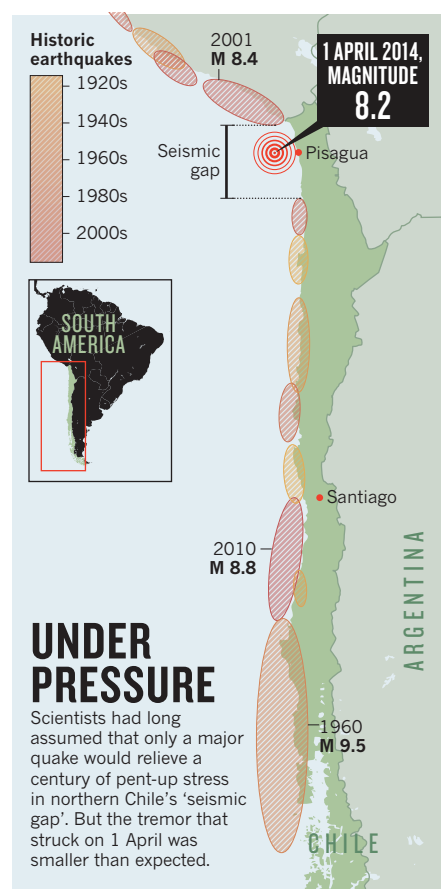 Historic
earthquakes
1920s
1940s
1960s
1980s
2000s
2001
M 8.4
1 APRIL 2014,
MAGNITUDE
8.2
Seismic
gap
Pisagua
SOUTH
AMERICA
Santiago
2010
M 8.8
ARGENTINA
1960
M 9.5
CHILE
UNDER
PRESSURE
Scientists had long
assumed that only a major
quake would relieve a
century of pent-up stress
in northern Chile’s ‘seismic
gap’. But the tremor that
struck on 1 April was
smaller than expected.